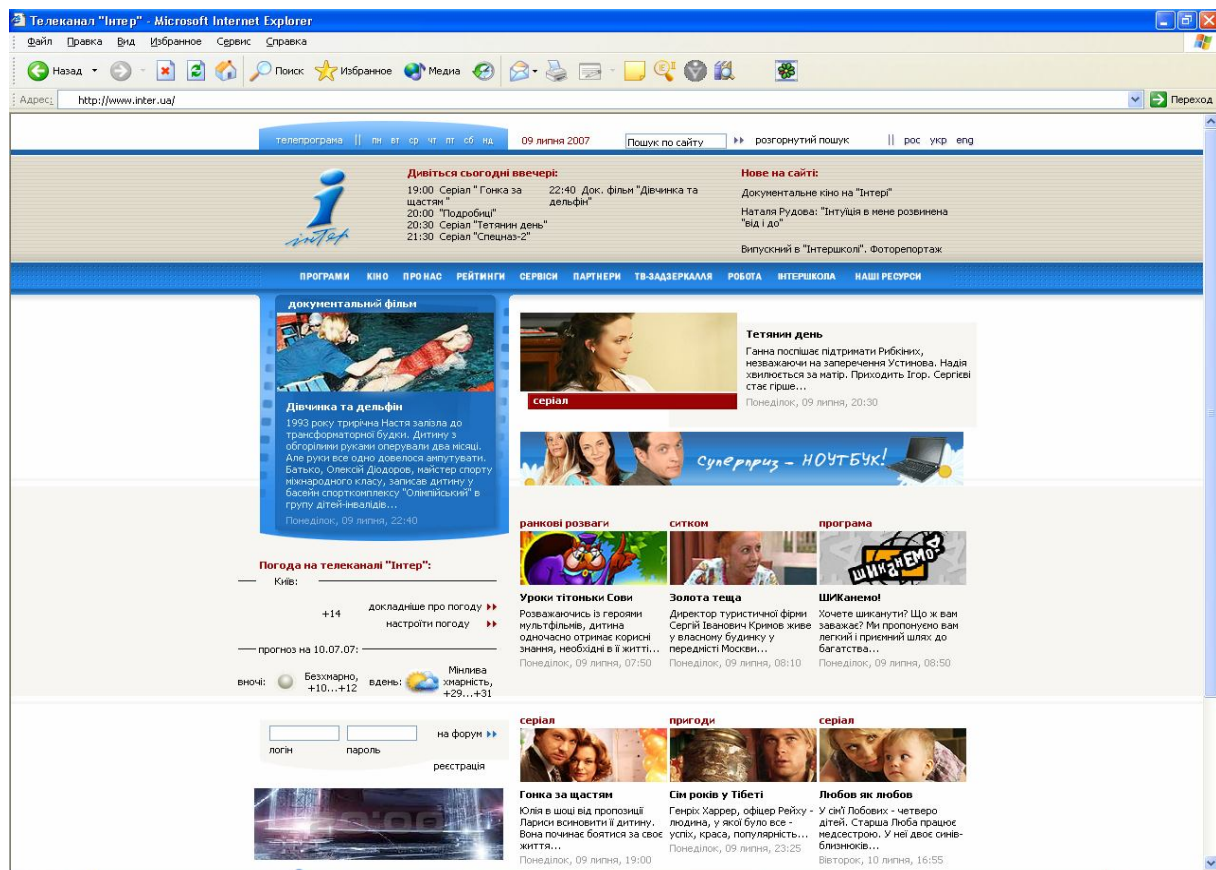 Телеканал "Інтер" - Microsoft Internet Explorer
Файл Правка Вид Избранное Сервис Справка
Назад Поиск Избранное Медиа
Адрес: http://www.inter.ua/ Переход
телепрограма || пн вт ср чт пт сб нд 09 липня 2007 Пошук по сайту розгорнутий пошук || рос укр eng
Дивіться сьогодні ввечері:
19:00 Серіал " Гонка за щастям "
20:00 "Подробиці"
20:30 Серіал "Тетянин день"
21:30 Серіал "Спецназ-2"
22:40 Док. фільм "Дівчинка та дельфін"
Нове на сайті:
Документальне кіно на "Інтері"
Наталя Рудова: "Інтуїція в мене розвинена
"від і до"
Випускний в "Інтершколі". Фоторепортаж
інтер
ПРОГРАМИ КІНО ПРО НАС РЕЙТИНГИ СЕРВІСИ ПАРТНЕРИ ТВ-ЗАДЗЕРКАЛЛЯ РОБОТА ІНТЕРШКОЛА НАШІ РЕСУРСИ
документальний фільм
Дівчинка та дельфін
1993 року трирічна Настя залізла до
трансформаторної будки. Дитину з
обгорілими руками оперували два місяці.
Але руки все одно довелося ампутувати.
Батько, Олексій Діодоров, майстер спорту
міжнародного класу, записав дитину у
басейн спорткомплексу "Олімпійський" в
групу дітей-інвалідів...
Понеділок, 09 липня, 22:40
серіал
Тетянин день
Ганна поспішає підтримати Рибкіних,
незважаючи на заперечення Устинова. Надія
хвилюється за матір. Приходить Ігор. Сергієві
стає гірше...
Понеділок, 09 липня, 20:30
Суперприз - НОУТБУК!
Погода на телеканалі "Інтер":
Київ:
+14
докладніше про погоду
настроїти погоду
прогноз на 10.07.07:
вночі: Безхмарно,
+10...+12
вдень: Мінлива
хмарність,
+29...+31
логін пароль
на форум
реєстрація
ранкові розваги
Уроки тітоньки Сови
Розважаючись із героями
мультфільмів, дитина
одночасно отримає корисні
знання, необхідні в її житті...
Понеділок, 09 липня, 07:50
ситком
Золота теща
Директор туристичної фірми
Сергій Іванович Кримов живе
у власному будинку у
передмісті Москви...
Понеділок, 09 липня, 08:10
програма
ШИКАНЕМО!
ШИКанемо!
Хочете шиканути? Що ж вам
заважає? Ми пропонуємо вам
легкий і приємний шлях до
багатства...
Понеділок, 09 липня, 08:50
серіал
Гонка за щастям
Юлія в шоці від пропозиції
Лариси всиновити її дитину.
Вона починає боятися за своє
життя...
Понеділок, 09 липня, 19:00
пригоди
Сім років у Тібеті
Генріх Харрер, офіцер Рейху -
людина, у якої було все -
успіх, краса, популярність...
Понеділок, 09 липня, 23:25
серіал
Любов як любов
У сім'ї Лобових - четверо
дітей. Старша Люба працює
медсестрою. У неї двоє синів-
близнюків...
Вівторок, 10 липня, 16:55